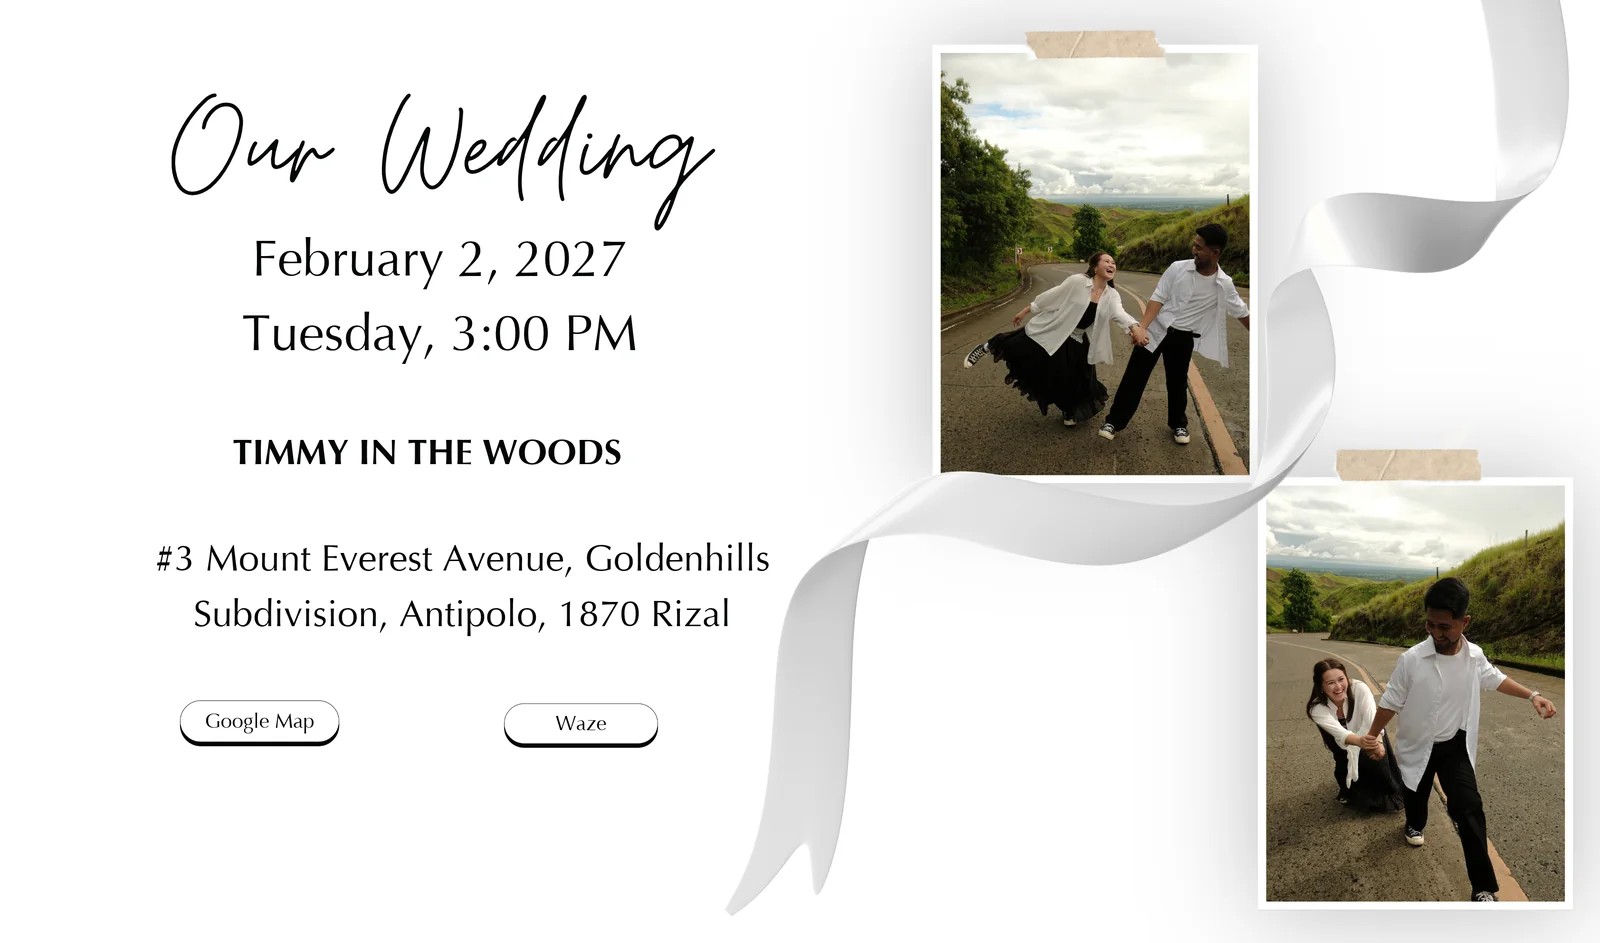 Our Wedding
February 2, 2027
Tuesday, 3:00 PM
TIMMY IN THE WOODS
#3 Mount Everest Avenue, Goldenhills
Subdivision, Antipolo, 1870 Rizal
Google Map
Waze